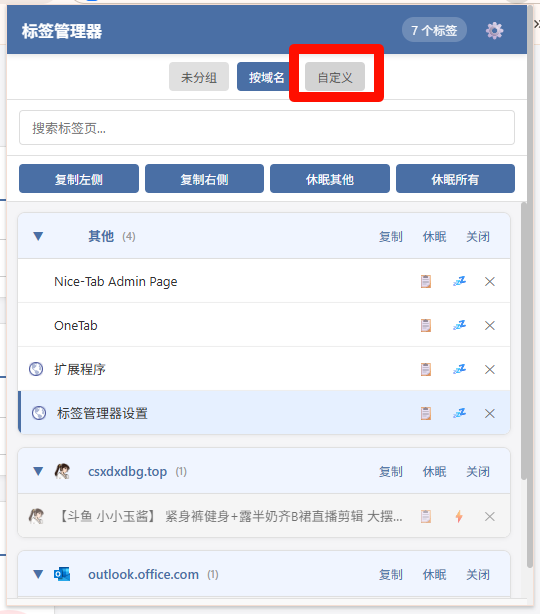 标签管理器 7 个标签
未分组 按域名 自定义
搜索标签页...
复制左侧 复制右侧 休眠其他 休眠所有
▼ 其他 (4) 复制 休眠 关闭
Nice-Tab Admin Page
OneTab
扩展程序
标签管理器设置
▼ csxdxdbg.top (1) 复制 休眠 关闭
【斗鱼 小小玉酱】 紧身裤健身+露半奶齐B裙直播剪辑 大摆...
▼ outlook.office.com (1) 复制 休眠 关闭